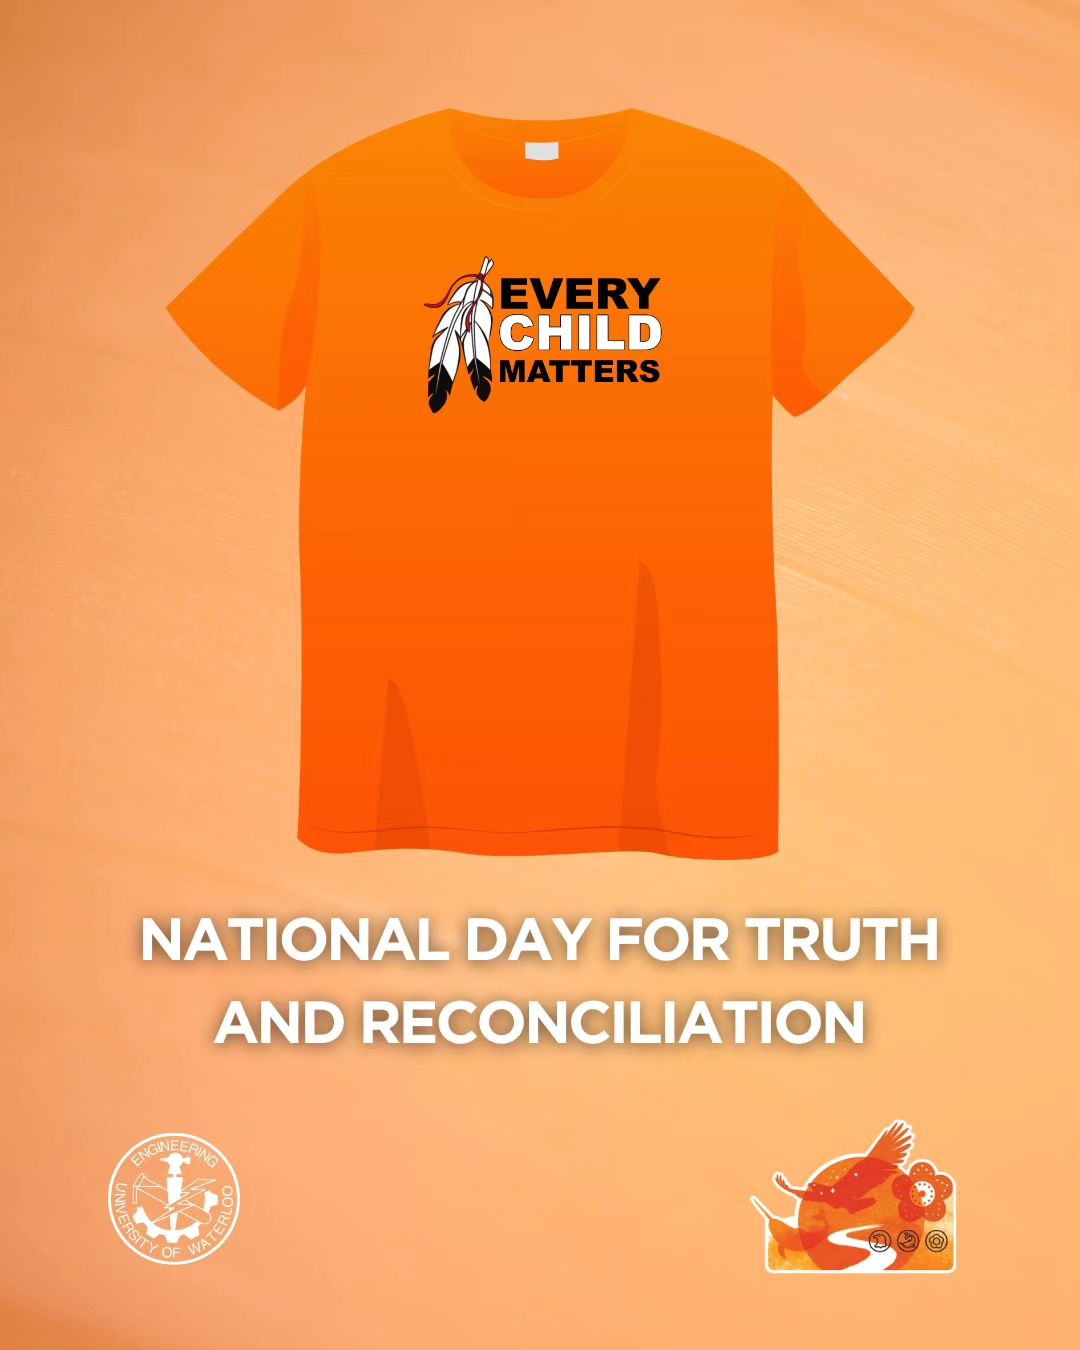 EVERY
CHILD
MATTERS
NATIONAL DAY FOR TRUTH
AND RECONCILIATION
ENGINEERING
UNIVERSITY OF WATERLOO